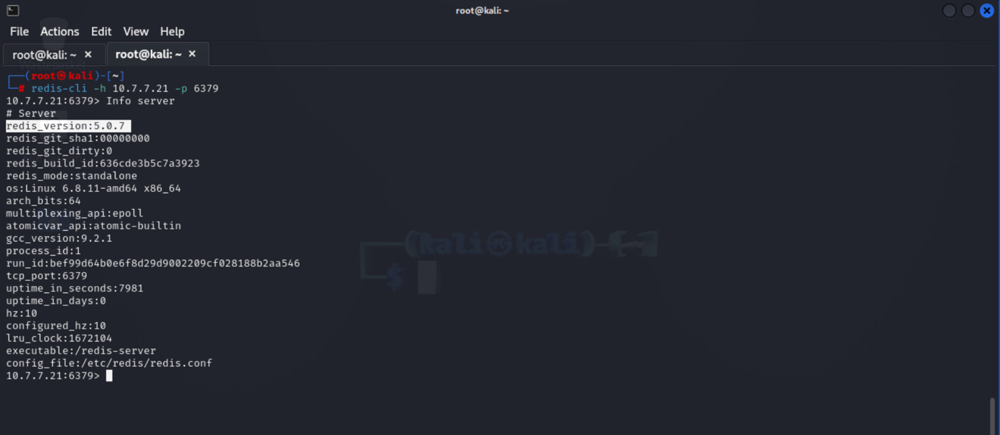 root@kali: ~
File Actions Edit View Help
root@kali: ~ ×
root@kali: ~ ×
┌──(root㉿kali)-[~]
└─# redis-cli -h 10.7.7.21 -p 6379
10.7.7.21:6379> Info server
# Server
redis_version:5.0.7
redis_git_sha1:00000000
redis_git_dirty:0
redis_build_id:636cde3b5c7a3923
redis_mode:standalone
os:Linux 6.8.11-amd64 x86_64
arch_bits:64
multiplexing_api:epoll
atomicvar_api:atomic-builtin
gcc_version:9.2.1
process_id:1
run_id:bef99d64b0e6f8d29d9002209cf028188b2aa546
tcp_port:6379
uptime_in_seconds:7981
uptime_in_days:0
hz:10
configured_hz:10
lru_clock:1672104
executable:/redis-server
config_file:/etc/redis/redis.conf
10.7.7.21:6379>
┌──(kali㉿kali)-[~]
└─$